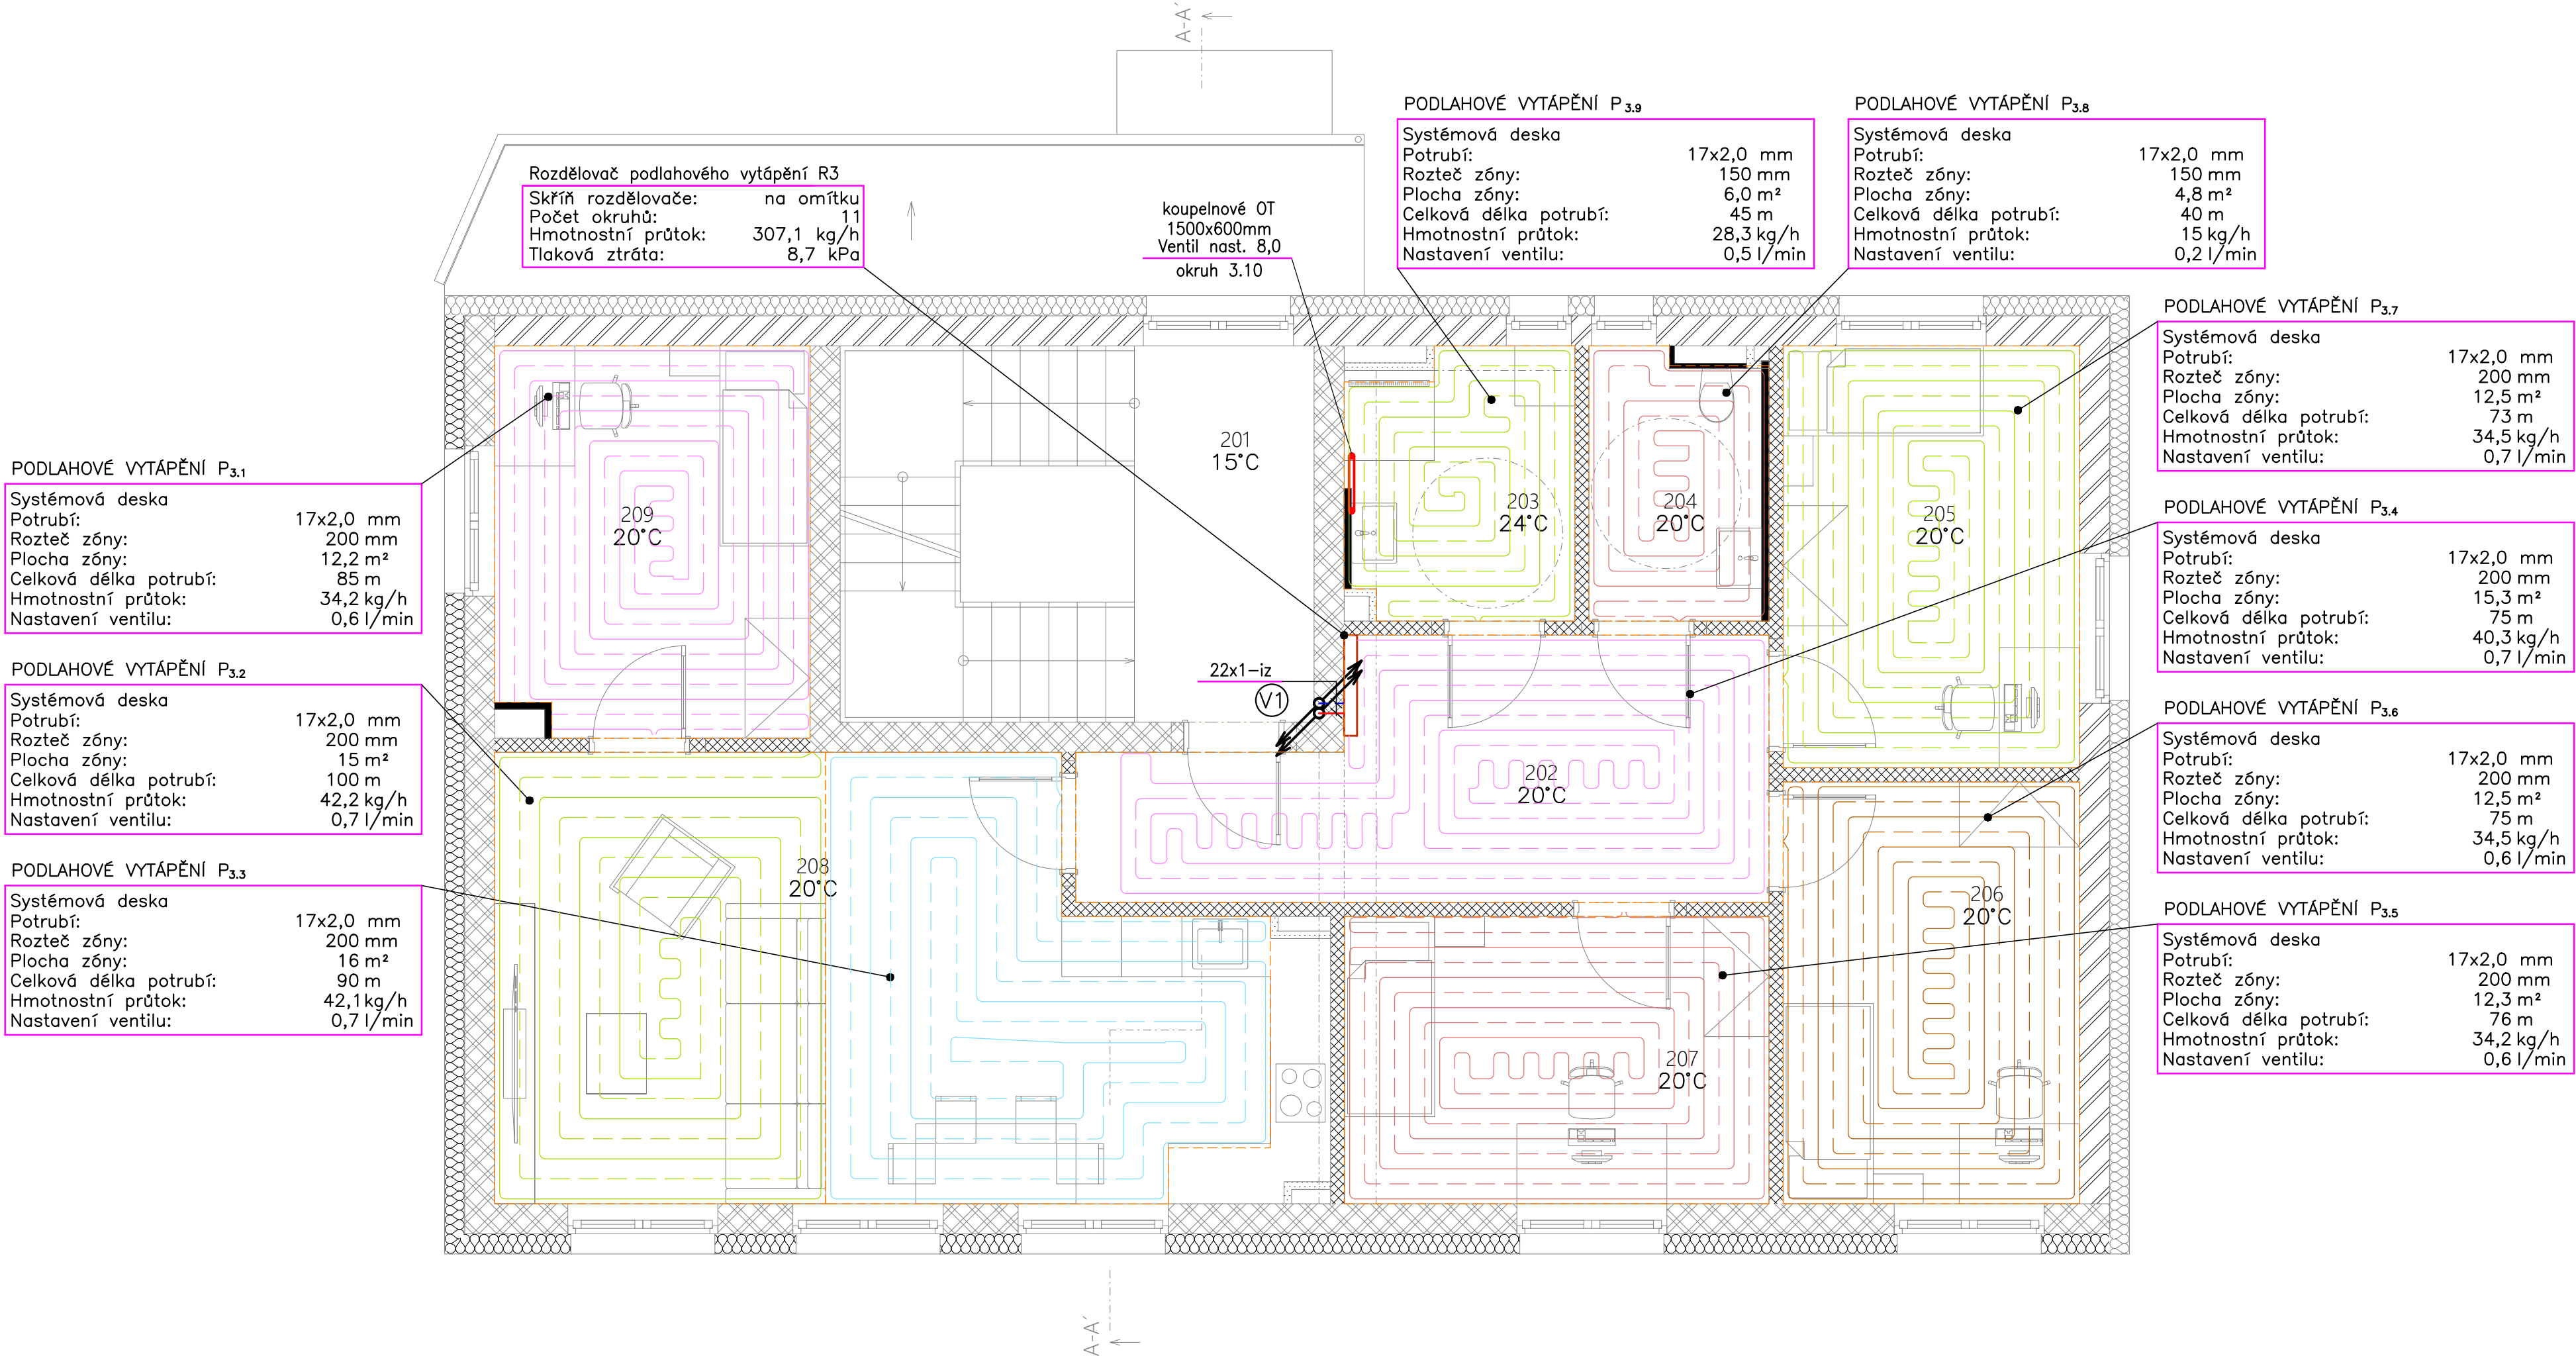 A-A´
PODLAHOVÉ VYTÁPĚNÍ P3.9
Systémová deska
Potrubí: 17x2,0 mm
Rozteč zóny: 150 mm
Plocha zóny: 6,0 m²
Celková délka potrubí: 45 m
Hmotnostní průtok: 28,3 kg/h
Nastavení ventilu: 0,5 l/min
PODLAHOVÉ VYTÁPĚNÍ P3.8
Systémová deska
Potrubí: 17x2,0 mm
Rozteč zóny: 150 mm
Plocha zóny: 4,8 m²
Celková délka potrubí: 40 m
Hmotnostní průtok: 15 kg/h
Nastavení ventilu: 0,2 l/min
Rozdělovač podlahového vytápění R3
Skříň rozdělovače: na omítku
Počet okruhů: 11
Hmotnostní průtok: 307,1 kg/h
Tlaková ztráta: 8,7 kPa
koupelnové OT
1500x600mm
Ventil nast. 8,0
okruh 3.10
PODLAHOVÉ VYTÁPĚNÍ P3.7
Systémová deska
Potrubí: 17x2,0 mm
Rozteč zóny: 200 mm
Plocha zóny: 12,5 m²
Celková délka potrubí: 73 m
Hmotnostní průtok: 34,5 kg/h
Nastavení ventilu: 0,7 l/min
PODLAHOVÉ VYTÁPĚNÍ P3.1
Systémová deska
Potrubí: 17x2,0 mm
Rozteč zóny: 200 mm
Plocha zóny: 12,2 m²
Celková délka potrubí: 85 m
Hmotnostní průtok: 34,2 kg/h
Nastavení ventilu: 0,6 l/min
209
20°C
201
15°C
203
24°C
204
20°C
205
20°C
PODLAHOVÉ VYTÁPĚNÍ P3.4
Systémová deska
Potrubí: 17x2,0 mm
Rozteč zóny: 200 mm
Plocha zóny: 15,3 m²
Celková délka potrubí: 75 m
Hmotnostní průtok: 40,3 kg/h
Nastavení ventilu: 0,7 l/min
PODLAHOVÉ VYTÁPĚNÍ P3.2
Systémová deska
Potrubí: 17x2,0 mm
Rozteč zóny: 200 mm
Plocha zóny: 15 m²
Celková délka potrubí: 100 m
Hmotnostní průtok: 42,2 kg/h
Nastavení ventilu: 0,7 l/min
22x1-iz
V1
202
20°C
PODLAHOVÉ VYTÁPĚNÍ P3.6
Systémová deska
Potrubí: 17x2,0 mm
Rozteč zóny: 200 mm
Plocha zóny: 12,5 m²
Celková délka potrubí: 75 m
Hmotnostní průtok: 34,5 kg/h
Nastavení ventilu: 0,6 l/min
PODLAHOVÉ VYTÁPĚNÍ P3.3
Systémová deska
Potrubí: 17x2,0 mm
Rozteč zóny: 200 mm
Plocha zóny: 16 m²
Celková délka potrubí: 90 m
Hmotnostní průtok: 42,1 kg/h
Nastavení ventilu: 0,7 l/min
208
20°C
206
20°C
207
20°C
PODLAHOVÉ VYTÁPĚNÍ P3.5
Systémová deska
Potrubí: 17x2,0 mm
Rozteč zóny: 200 mm
Plocha zóny: 12,3 m²
Celková délka potrubí: 76 m
Hmotnostní průtok: 34,2 kg/h
Nastavení ventilu: 0,6 l/min
A-A´